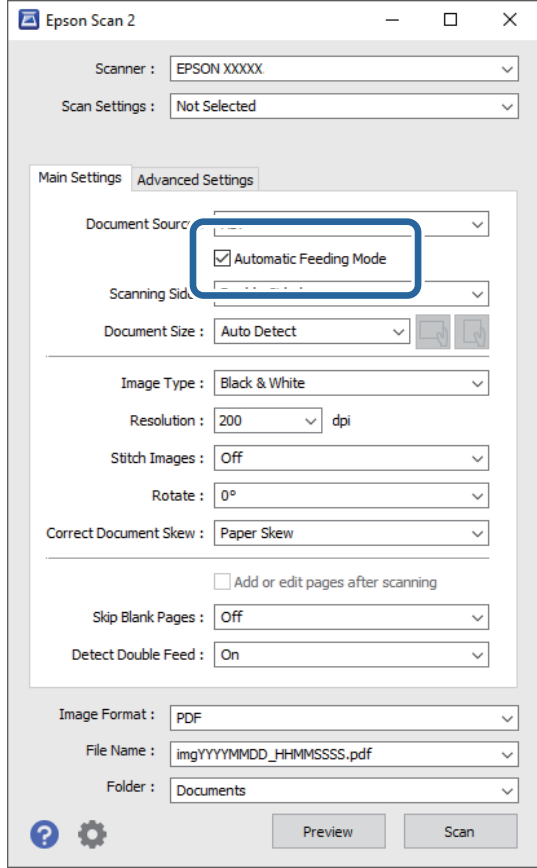 Epson Scan 2
Scanner : EPSON XXXXX
Scan Settings : Not Selected
Main Settings Advanced Settings
Document
Automatic Feeding Mode
Scanning
Document Size : Auto Detect
Image Type : Black & White
Resolution : 200 dpi
Stitch Images : Off
Rotate : 0°
Correct Document Skew : Paper Skew
Add or edit pages after scanning
Skip Blank Pages : Off
Detect Double Feed : On
Image Format : PDF
File Name : imgYYYYMMDD_HHMMSSSS.pdf
Folder : Documents
? Preview Scan